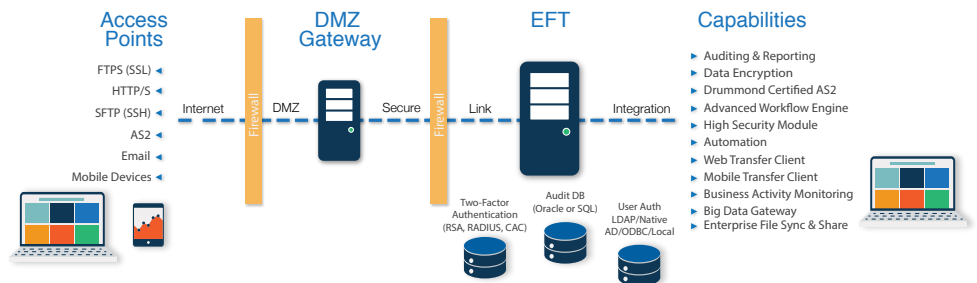 Access
Points
FTPS (SSL)
HTTP/S
SFTP (SSH)
AS2
Email
Mobile Devices
Internet
Firewall
DMZ
Gateway
DMZ
Secure
Firewall
EFT
Link
Integration
Two-Factor
Authentication
(RSA, RADIUS, CAC)
Audit DB
(Oracle or SQL)
User Auth
LDAP/Native
AD/ODBC/Local
Capabilities
Auditing & Reporting
Data Encryption
Drummond Certified AS2
Advanced Workflow Engine
High Security Module
Automation
Web Transfer Client
Mobile Transfer Client
Business Activity Monitoring
Big Data Gateway
Enterprise File Sync & Share